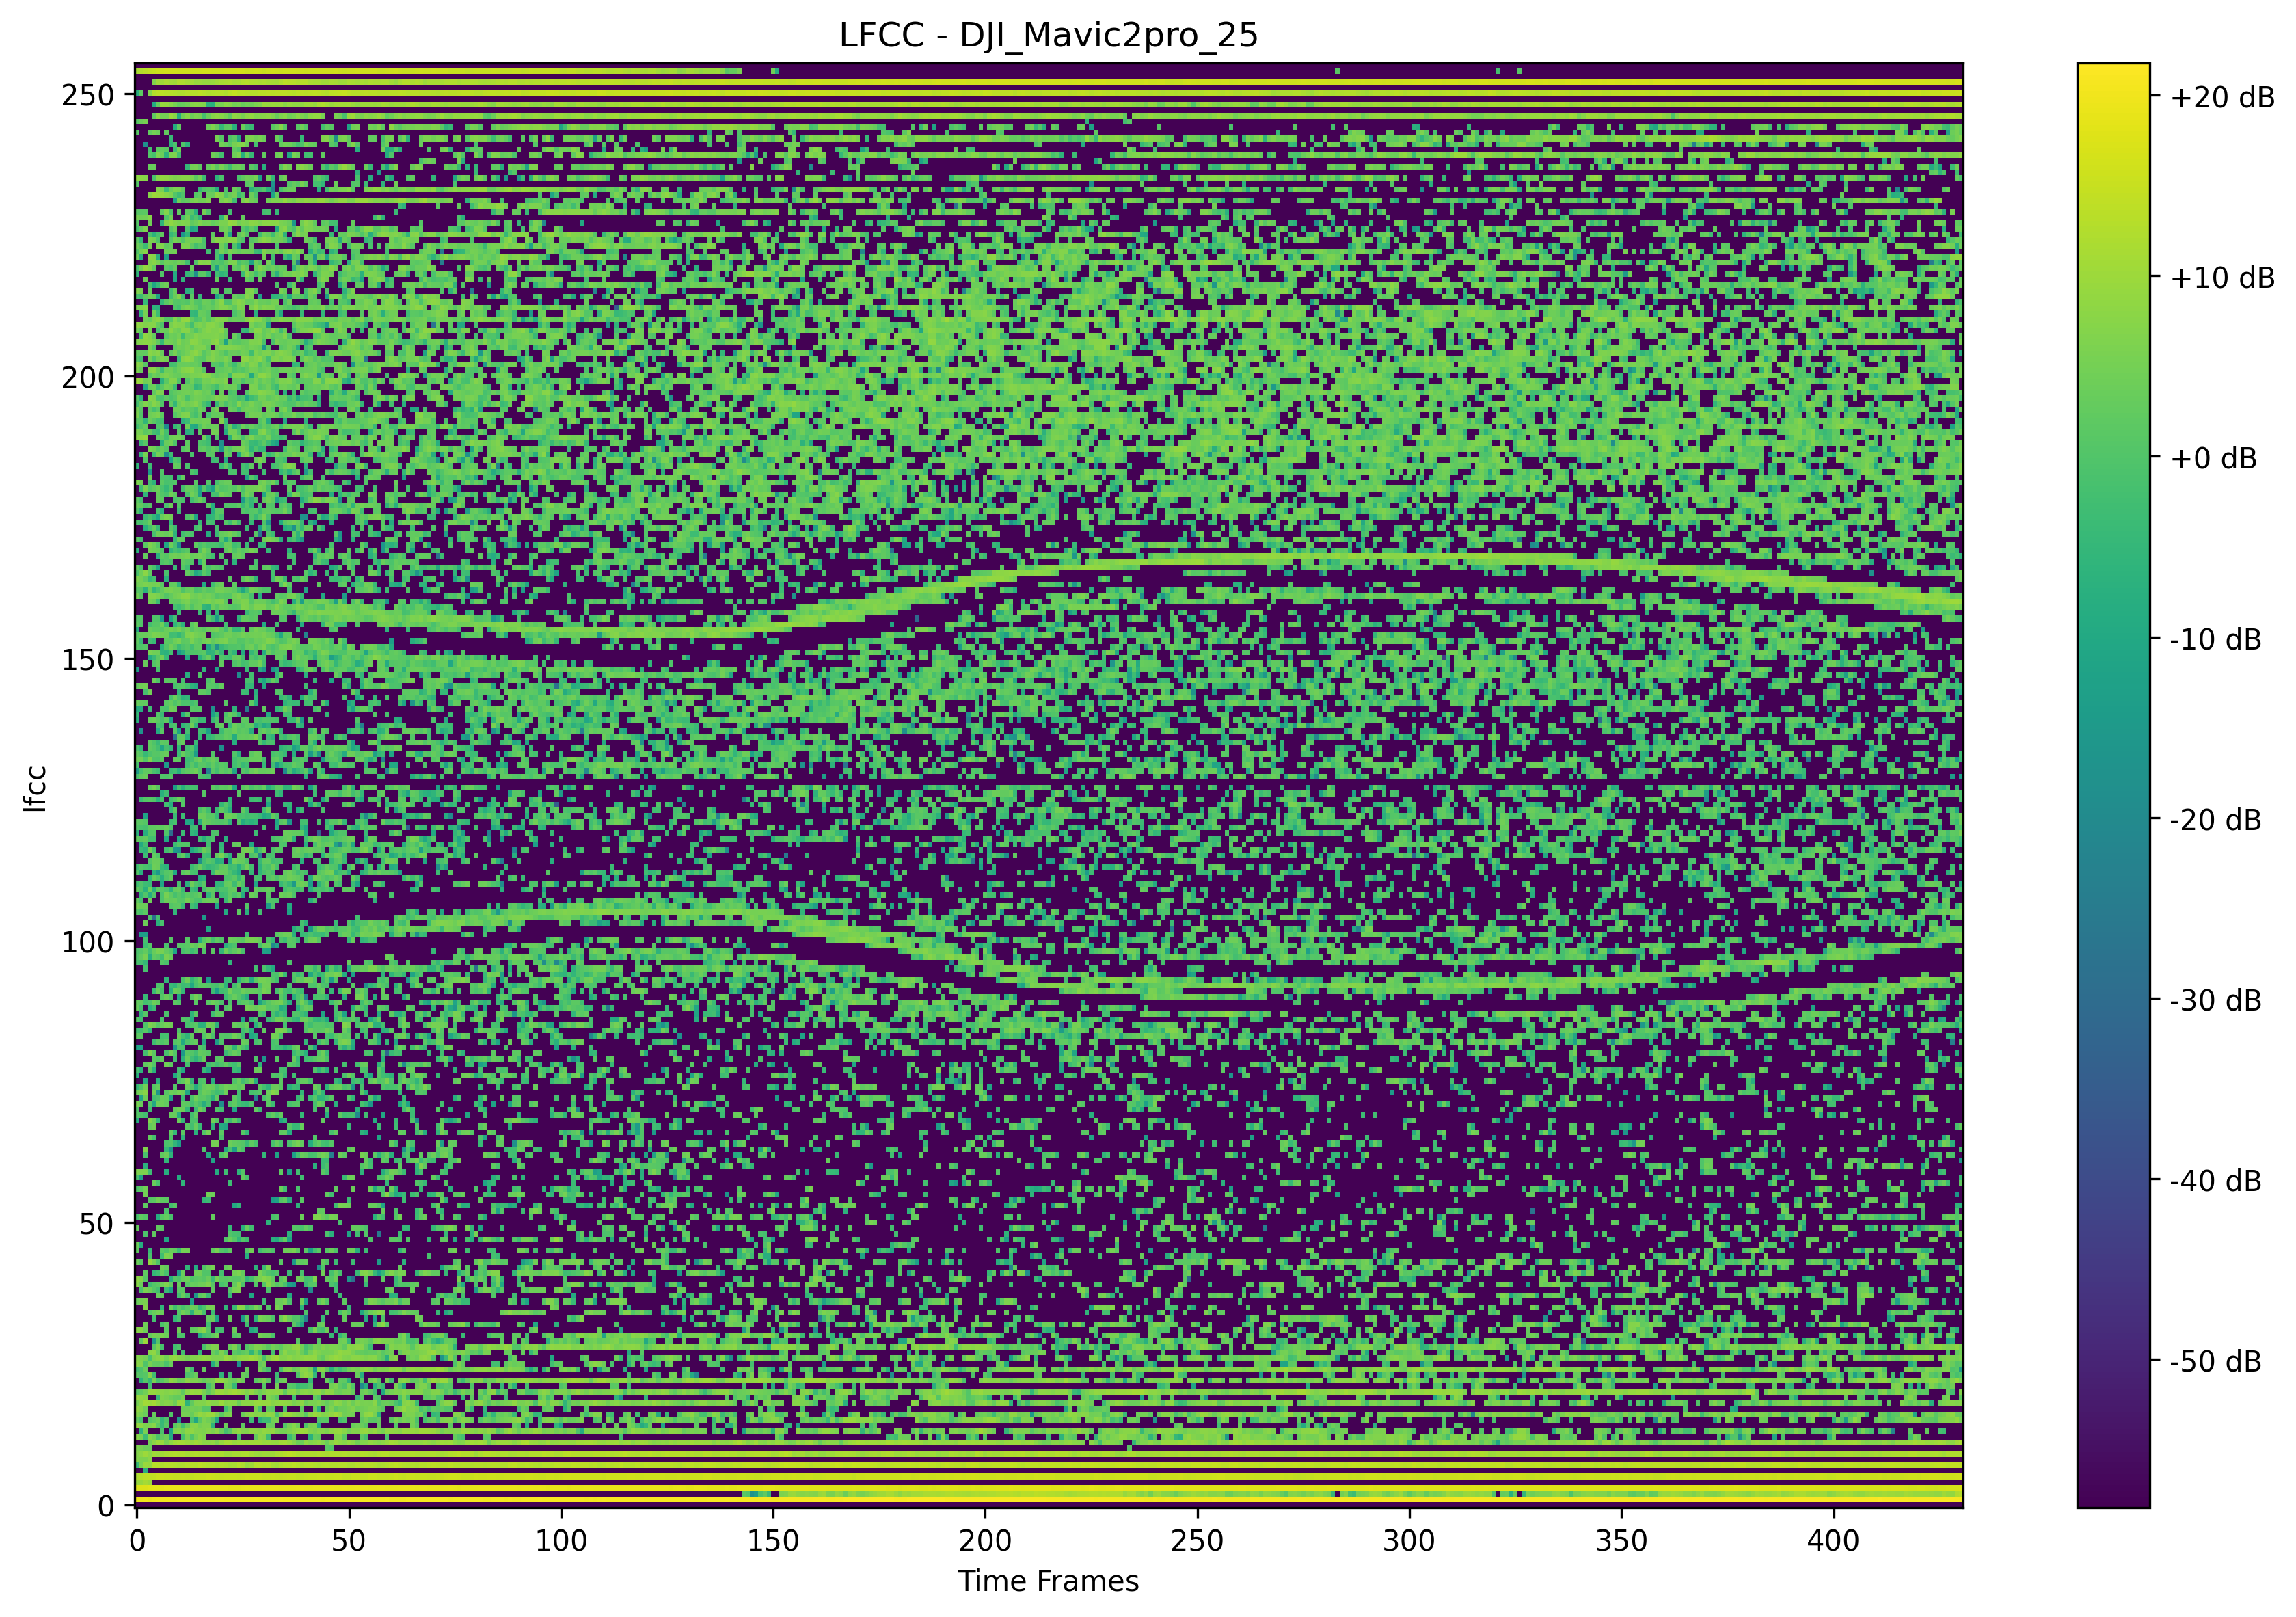 LFCC - DJI_Mavic2pro_25
250
200
150
100
50
0
lfcc
0 50 100 150 200 250 300 350 400
Time Frames
+20 dB
+10 dB
+0 dB
-10 dB
-20 dB
-30 dB
-40 dB
-50 dB